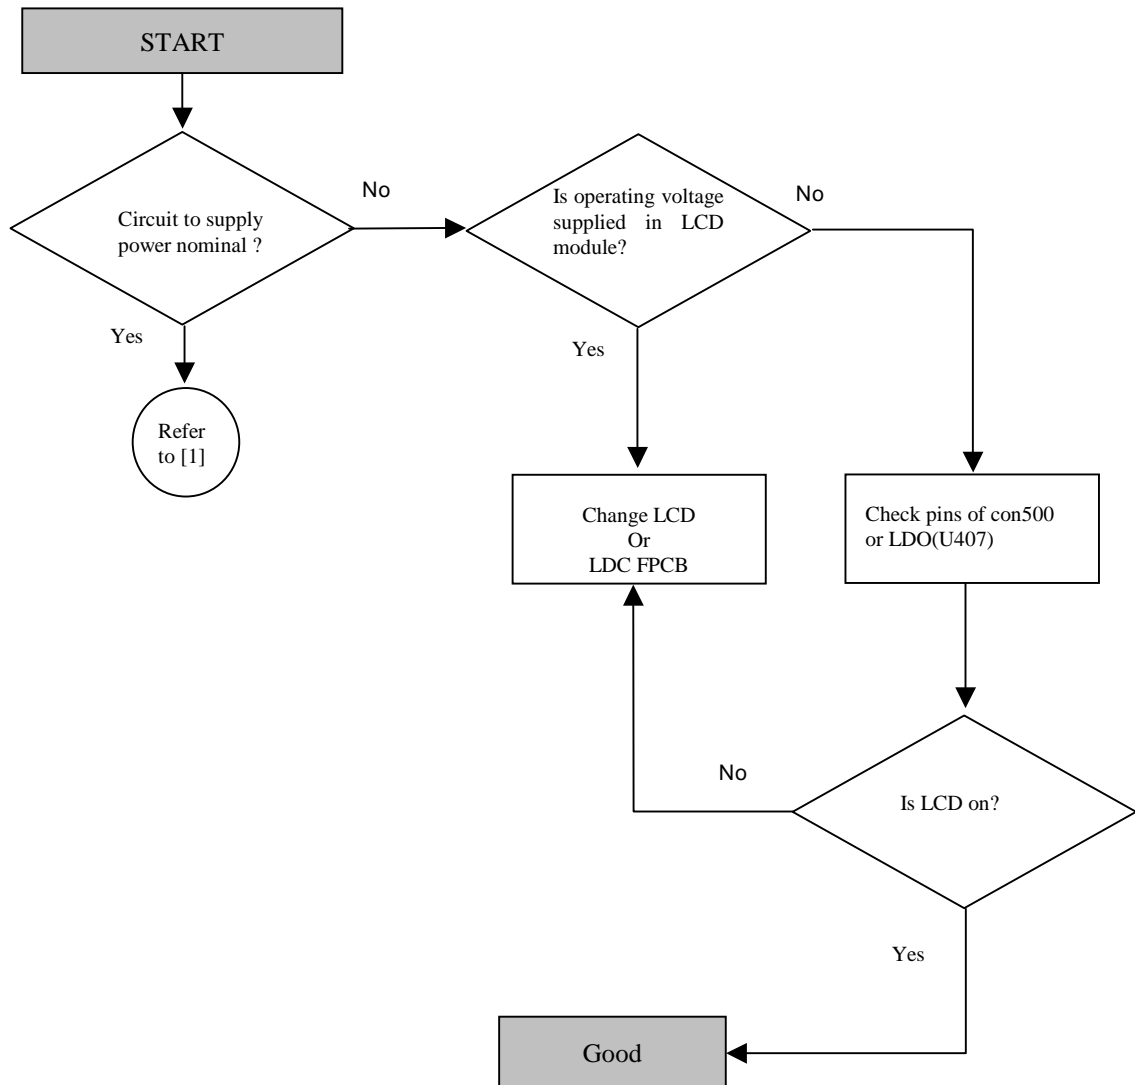 START
Circuit to supply
power nominal ?
No
Yes
Refer
to [1]
Is operating voltage
supplied in LCD
module?
No
Yes
Change LCD
Or
LDC FPCB
Check pins of con500
or LDO(U407)
Is LCD on?
No
Yes
Good